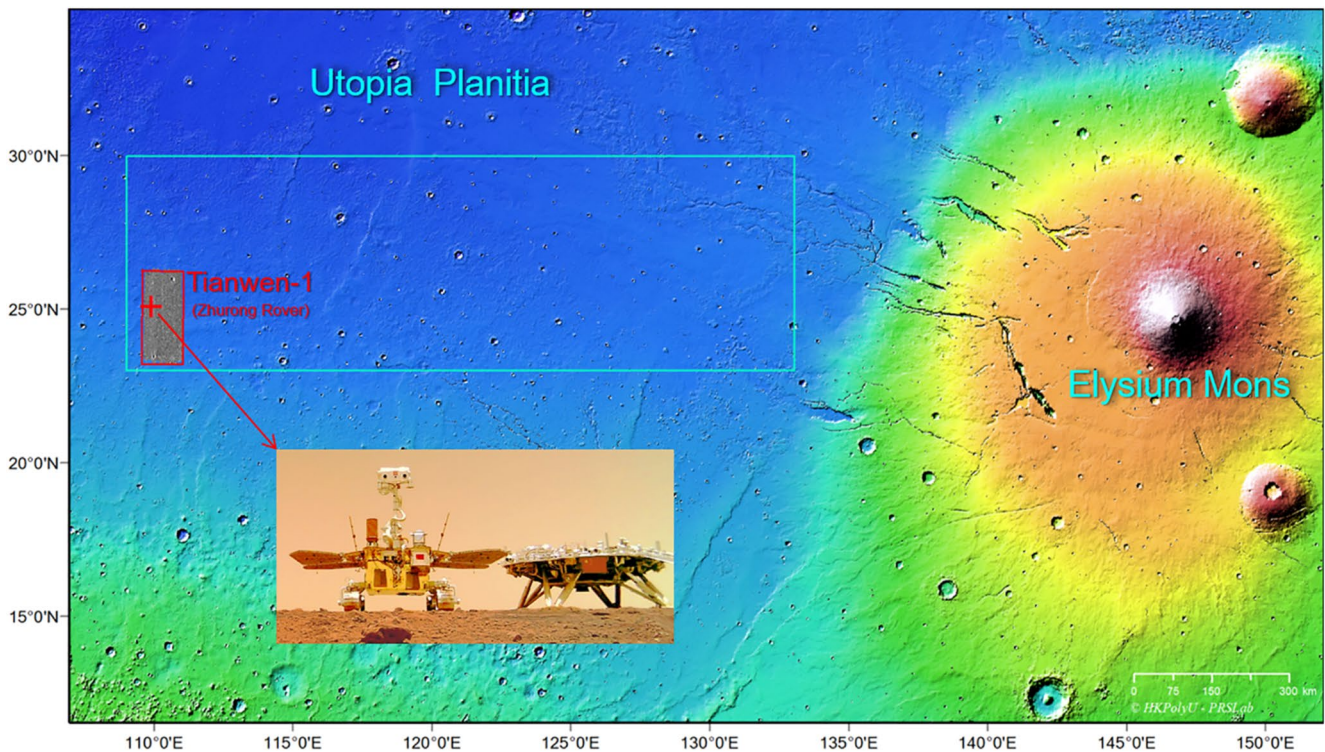 Utopia Planitia
30°0'N
Tianwen-1
(Zhurong Rover)
25°0'N
Elysium Mons
20°0'N
15°0'N
0 75 150 300 km
© HKPolyU • PRSLab
110°0'E 115°0'E 120°0'E 125°0'E 130°0'E 135°0'E 140°0'E 145°0'E 150°0'E